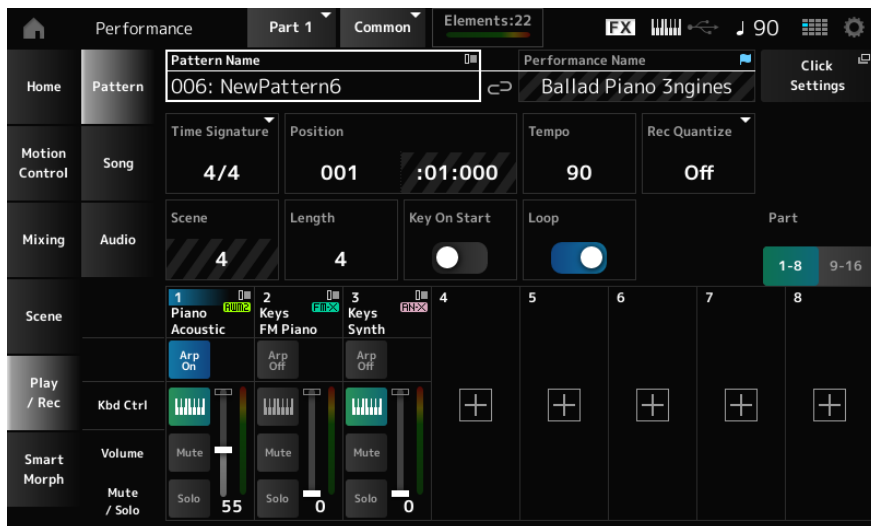 Performance
Part 1
Common
Elements:22
FX
♩ 90
Home
Pattern
Pattern Name
006: NewPattern6
Performance Name
Ballad Piano 3ngines
Click
Settings
Motion
Control
Song
Time Signature
4/4
Position
001
:01:000
Tempo
90
Rec Quantize
Off
Mixing
Audio
Scene
4
Length
4
Key On Start
Loop
Part
1-8
9-16
Scene
1
Piano
AWM2
Acoustic
2
Keys
FM-X
FM Piano
3
Keys
AN-X
Synth
4
5
6
7
8
Arp
On
Arp
Off
Arp
Off
Play
/ Rec
Kbd Ctrl
Smart
Morph
Volume
Mute
Mute
Mute
Mute
/ Solo
Solo
55
Solo
0
Solo
0